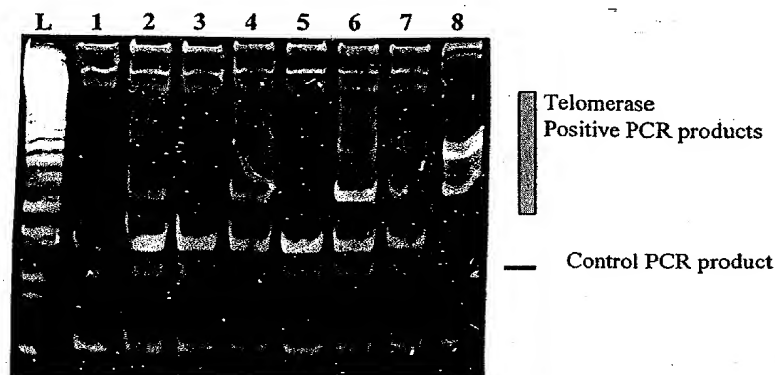 L 1 2 3 4 5 6 7 8
Telomerase
Positive PCR products
Control PCR product